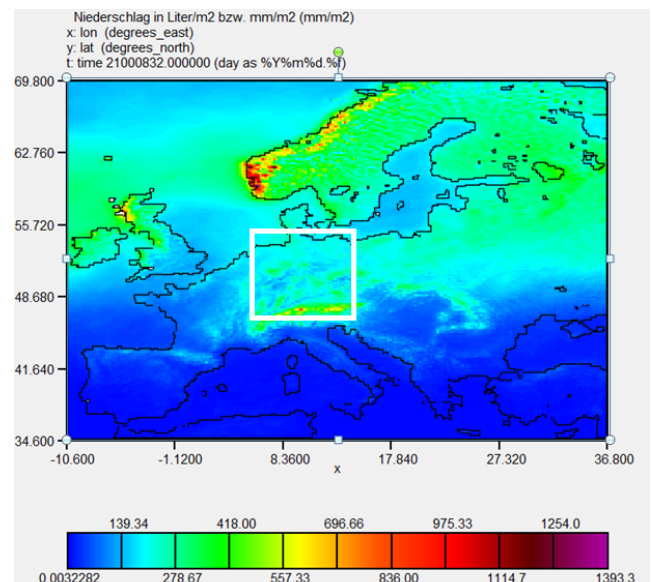 Niederschlag in Liter/m2 bzw. mm/m2 (mm/m2)
x: lon (degrees_east)
y: lat (degrees_north)
t: time 21000832.000000 (day as %Y%m%d.%f)
69.800
62.760
55.720
48.680
41.640
34.600
-10.600 -1.1200 8.3600 17.840 27.320 36.800
x
139.34 418.00 696.66 975.33 1254.0
0.0032282 278.67 557.33 836.00 1114.7 1393.3